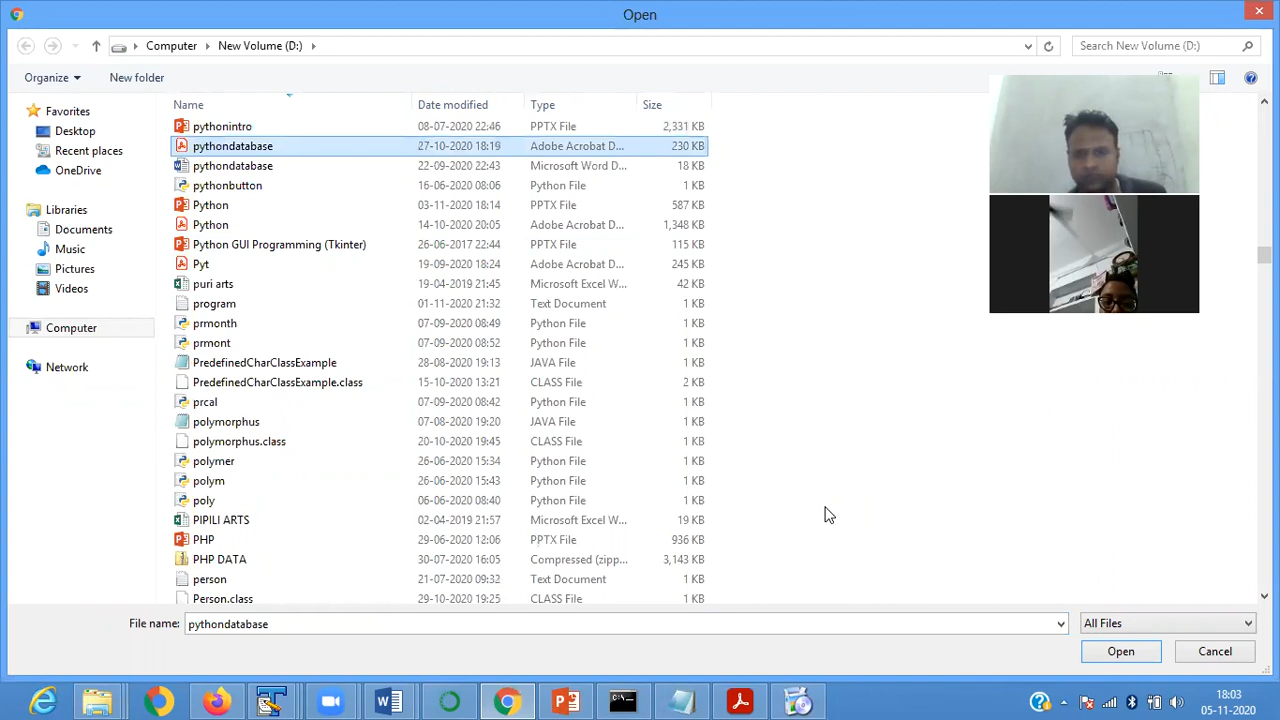 Open
Computer New Volume (D:)
Search New Volume (D:)
Organize New folder
Favorites
Desktop
Recent places
OneDrive
Libraries
Documents
Music
Pictures
Videos
Computer
Network
Name Date modified Type Size
pythonintro 08-07-2020 22:46 PPTX File 2,331 KB
pythondatabase 27-10-2020 18:19 Adobe Acrobat D... 230 KB
pythondatabase 22-09-2020 22:43 Microsoft Word D... 18 KB
pythonbutton 16-06-2020 08:06 Python File 1 KB
Python 03-11-2020 18:14 PPTX File 587 KB
Python 14-10-2020 20:05 Adobe Acrobat D... 1,348 KB
Python GUI Programming (Tkinter) 26-06-2017 22:44 PPTX File 115 KB
Pyt 19-09-2020 18:24 Adobe Acrobat D... 245 KB
puri arts 19-04-2019 21:45 Microsoft Excel W... 42 KB
program 01-11-2020 21:32 Text Document 1 KB
prmonth 07-09-2020 08:49 Python File 1 KB
prmont 07-09-2020 08:52 Python File 1 KB
PredefinedCharClassExample 28-08-2020 19:13 JAVA File 1 KB
PredefinedCharClassExample.class 15-10-2020 13:21 CLASS File 2 KB
prcal 07-09-2020 08:42 Python File 1 KB
polymorphus 07-08-2020 19:20 JAVA File 1 KB
polymorphus.class 20-10-2020 19:45 CLASS File 1 KB
polymer 26-06-2020 15:34 Python File 1 KB
polym 26-06-2020 15:43 Python File 1 KB
poly 06-06-2020 08:40 Python File 1 KB
PIPILI ARTS 02-04-2019 21:57 Microsoft Excel W... 19 KB
PHP 29-06-2020 12:06 PPTX File 936 KB
PHP DATA 30-07-2020 16:05 Compressed (zipp... 3,143 KB
person 21-07-2020 09:32 Text Document 1 KB
Person.class 29-10-2020 19:25 CLASS File 1 KB
File name: pythondatabase All Files
Open Cancel
18:03
05-11-2020